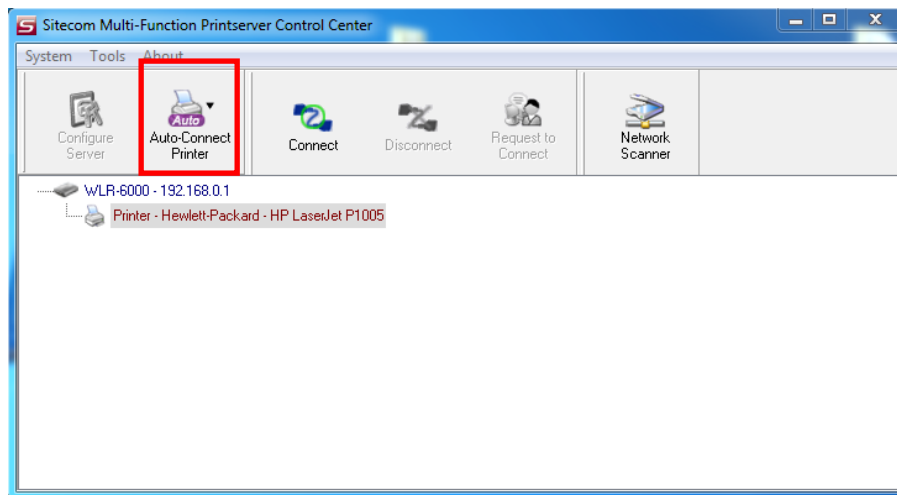 Sitecom Multi-Function Printserver Control Center
System Tools About
Configure
Server
Auto
Auto-Connect
Printer
Connect
Disconnect
Request to
Connect
Network
Scanner
WLR-6000 - 192.168.0.1
Printer - Hewlett-Packard - HP LaserJet P1005